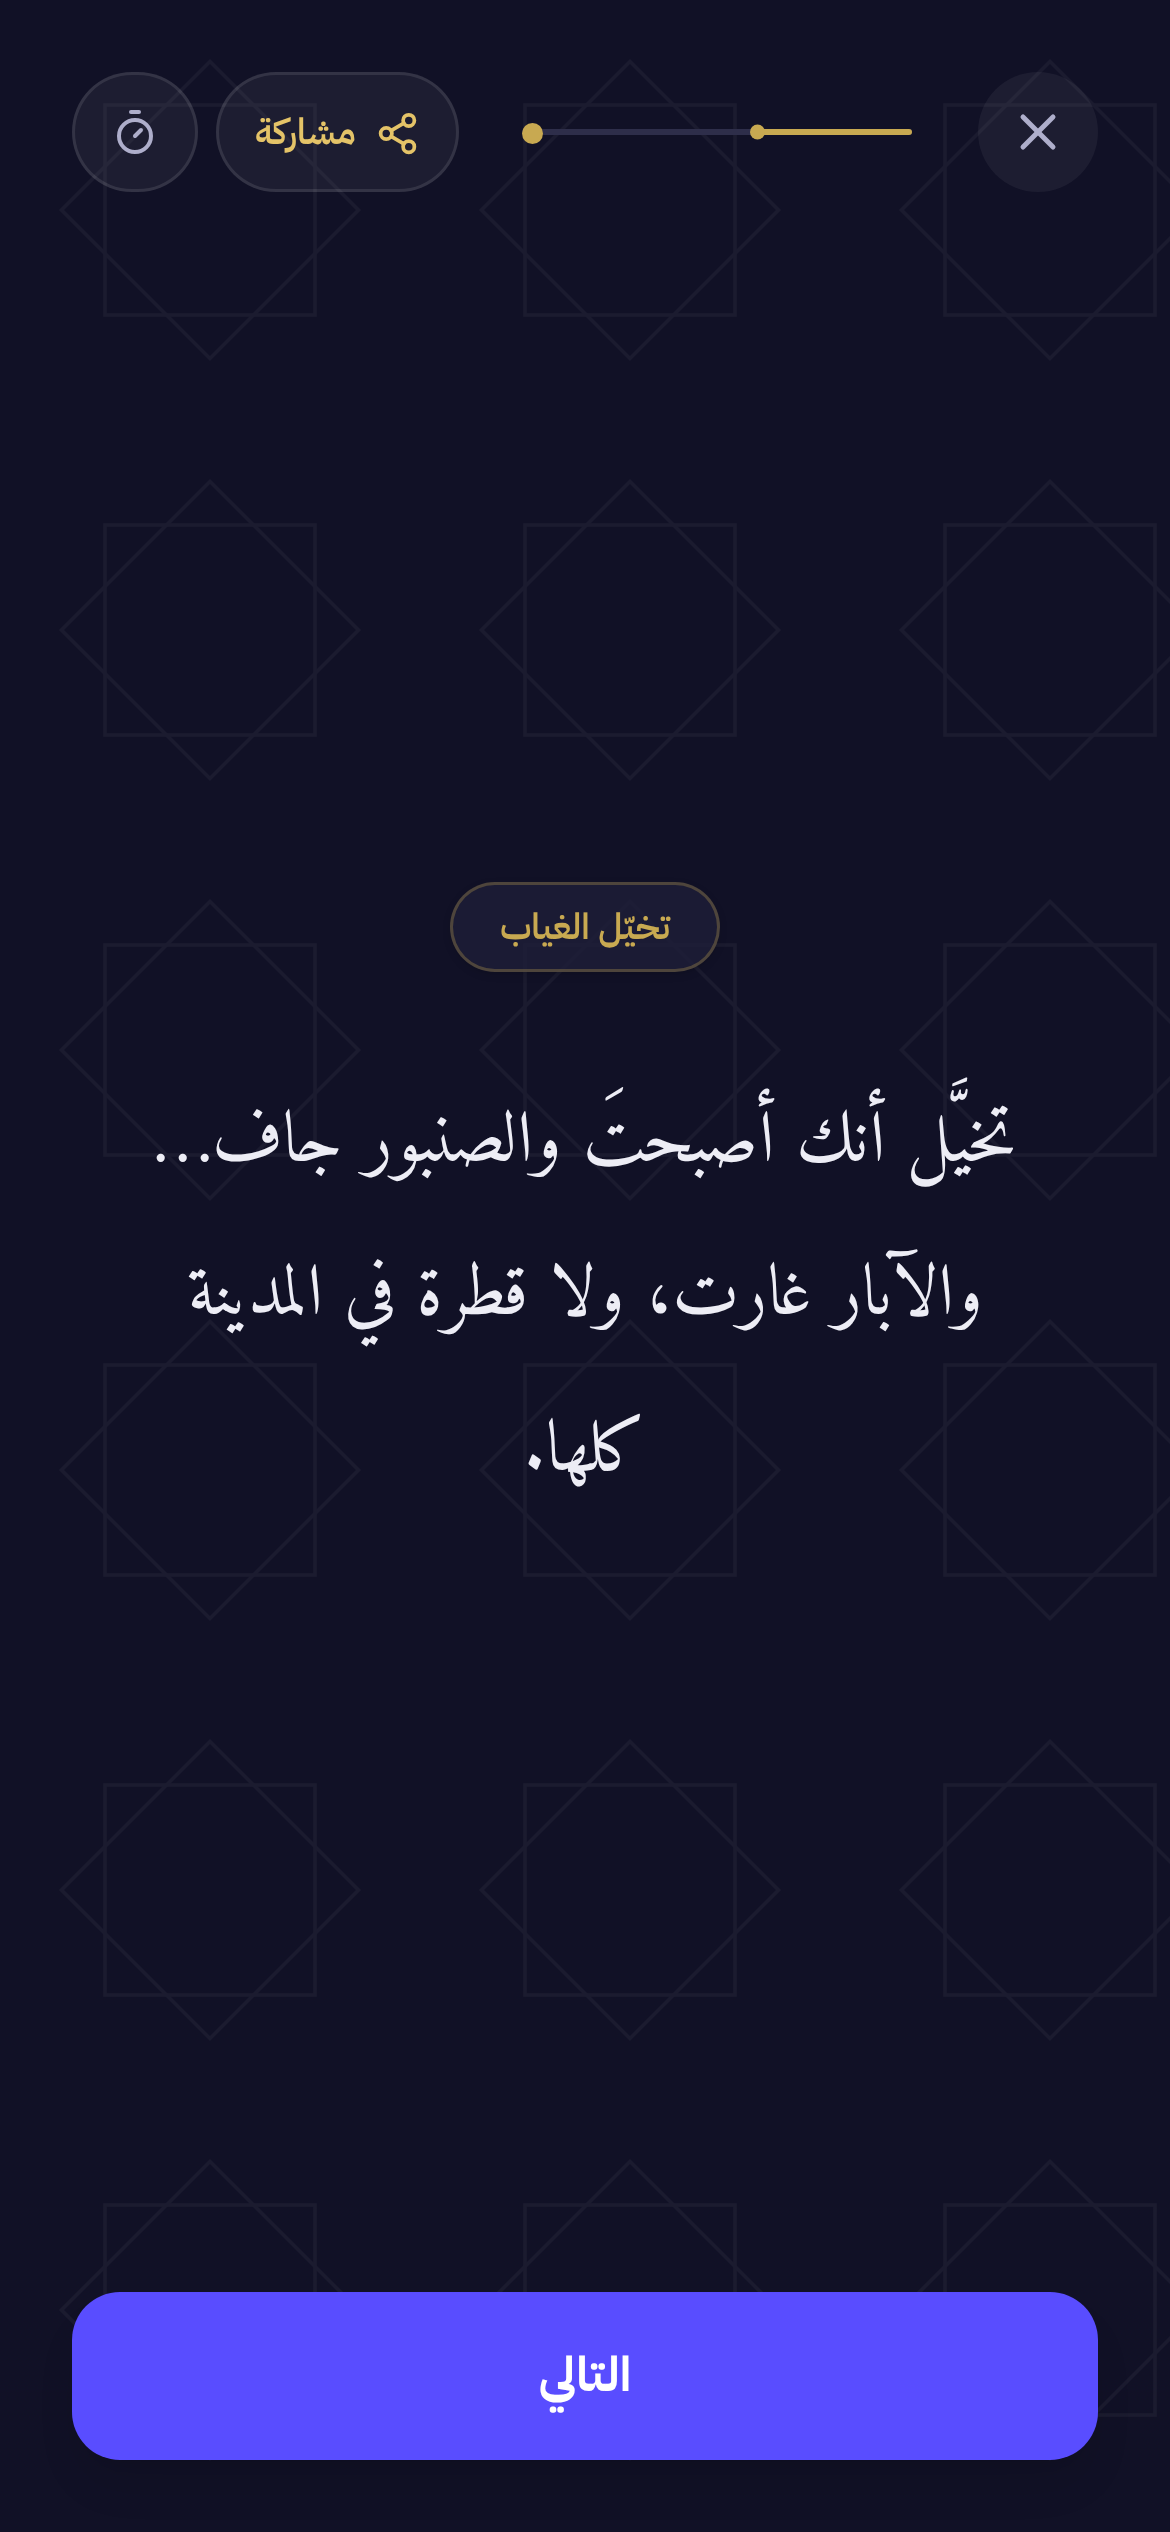 مشاركة
تخيّل الغياب
تخيَّل أنك أصبحتَ والصنبور جاف...
والآبار غارت، ولا قطرة في المدينة
كلها.
التالي